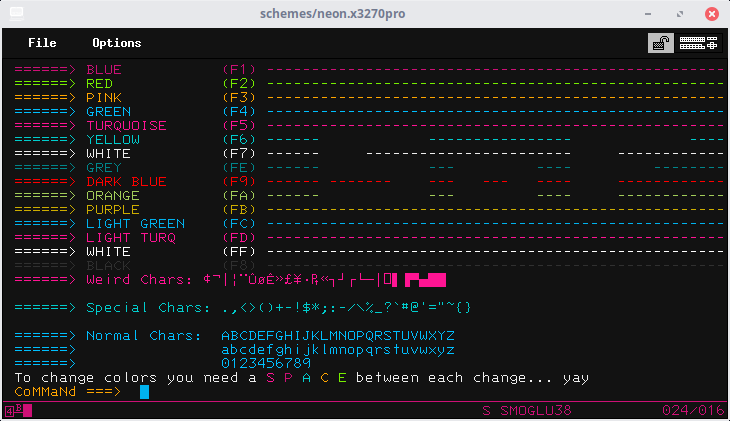 schemes/neon.x3270pro
File Options
======> BLUE (F1) ------------------------------------------------
======> RED (F2) ------------------------------------------------
======> PINK (F3) ------------------------------------------------
======> GREEN (F4) ------------------------------------------------
======> TURQUOISE (F5) ------------------------------------------------
======> YELLOW (F6) ------------------------------------------------
======> WHITE (F7)
======> GREY (FE)
======> DARK BLUE (F9)
======> ORANGE (FA)
======> PURPLE (FB)
======> LIGHT GREEN (FC)
======> LIGHT TURQ (FD)
======> WHITE (FF)
======> BLACK (F8)
======> Weird Chars:
======> Special Chars: .,<>()+-!$*;:-/\%_?`#@'="~{}
======> Normal Chars: ABCDEFGHIJKLMNOPQRSTUVWXYZ
======> abcdefghijklmnopqrstuvwxyz
======> 0123456789
To change colors you need a S P A C E between each change... yay
CoMMaNd ===>
4 B S SMOGLU38 024/016